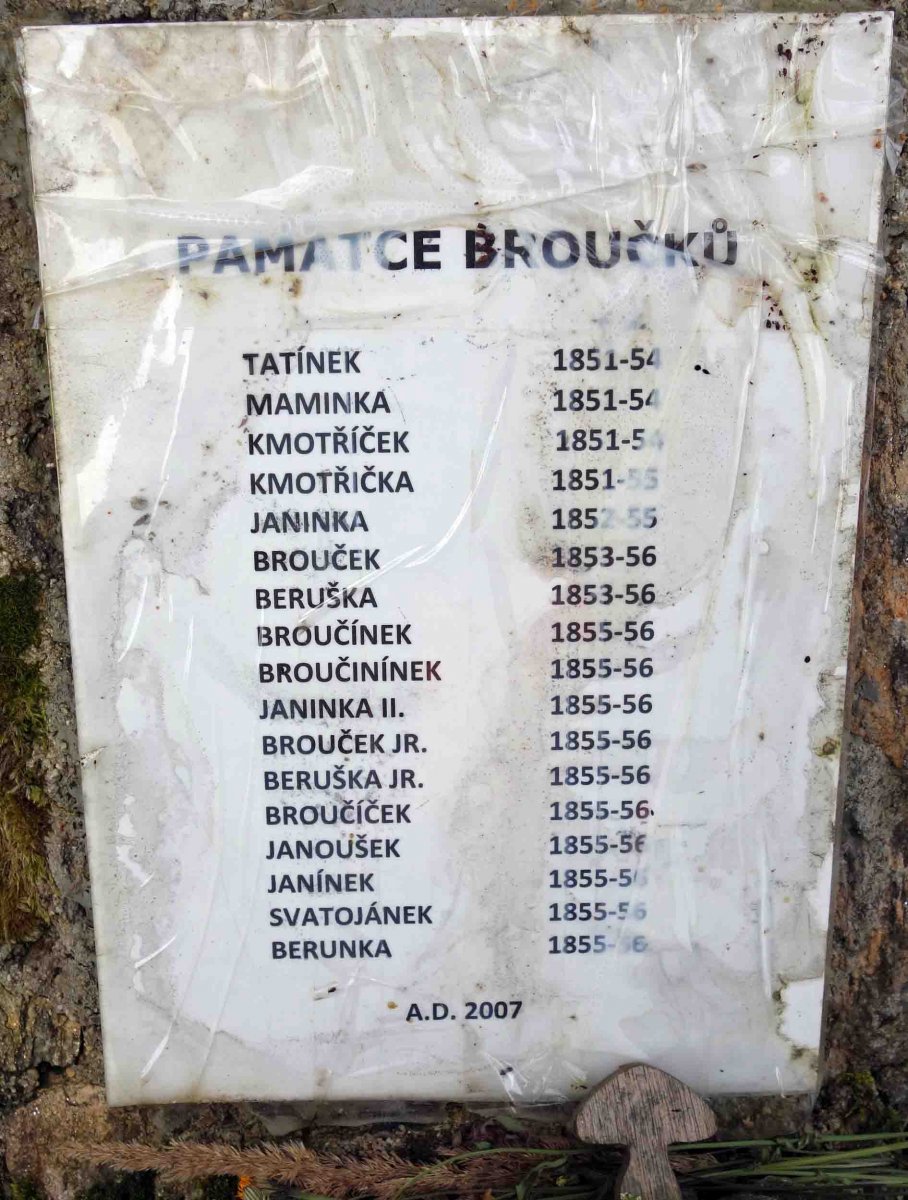 PAMÁTCE BROUČKŮ
TATÍNEK 1851-54
MAMINKA 1851-54
KMOTŘÍČEK 1851-54
KMOTŘIČKA 1851-55
JANINKA 1852-55
BROUČEK 1853-56
BERUŠKA 1853-56
BROUČÍNEK 1855-56
BROUČINÍNEK 1855-56
JANINKA II. 1855-56
BROUČEK JR. 1855-56
BERUŠKA JR. 1855-56
BROUČÍČEK 1855-56
JANOUŠEK 1855-56
JANÍNEK 1855-56
SVATOJÁNEK 1855-56
BERUNKA 1855-56
A.D. 2007